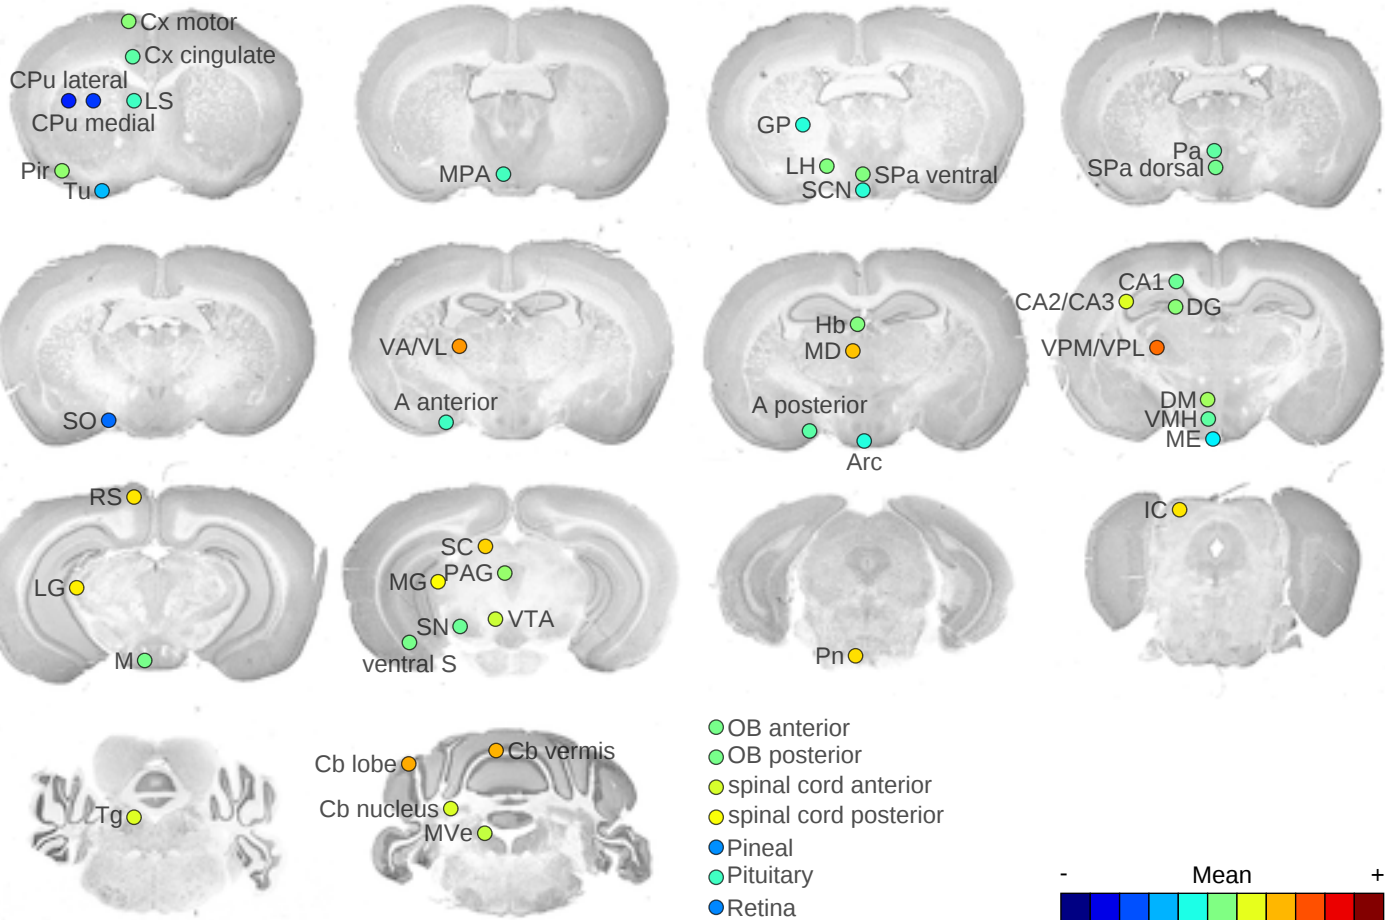 Cx motor
Cx cingulate
CPu lateral
LS
CPu medial
Pir
Tu
MPA
GP
LH
SPa ventral
SCN
Pa
SPa dorsal
SO
VA/VL
A anterior
Hb
MD
A posterior
Arc
CA1
CA2/CA3
DG
VPM/VPL
DM
VMH
ME
RS
LG
M
SC
MG
PAG
SN
VTA
ventral S
Pn
IC
Tg
Cb lobe
Cb vermis
Cb nucleus
MVe
OB anterior
OB posterior
spinal cord anterior
spinal cord posterior
Pineal
Pituitary
Retina
- Mean +